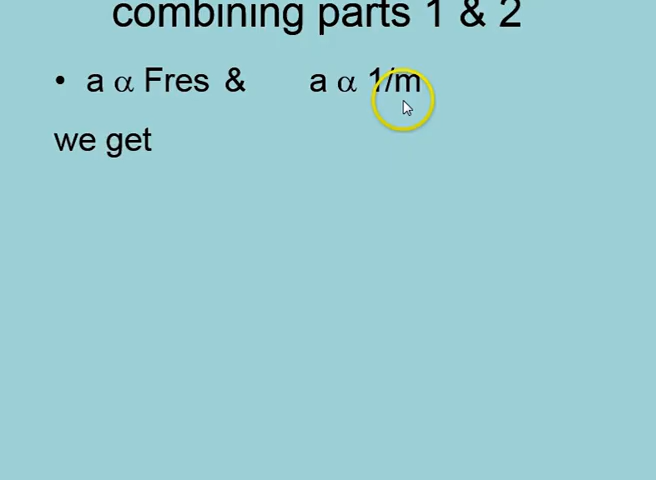 combining parts 1 & 2
• a α Fres & a α 1/m
we get